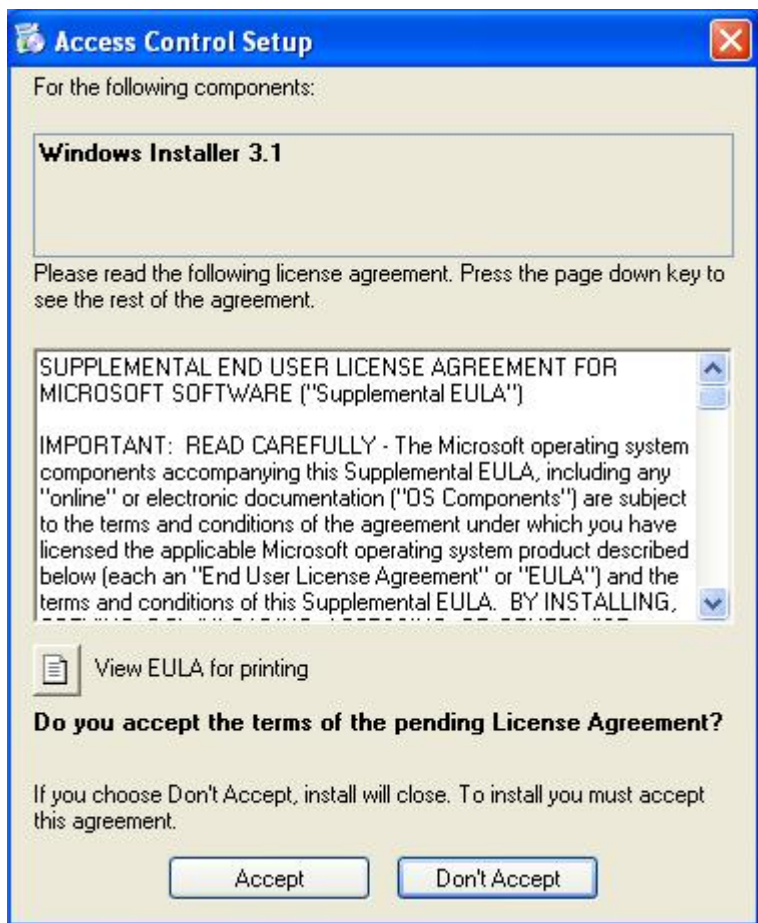 Access Control Setup
For the following components:
Windows Installer 3.1
Please read the following license agreement. Press the page down key to
see the rest of the agreement.
SUPPLEMENTAL END USER LICENSE AGREEMENT FOR
MICROSOFT SOFTWARE ("Supplemental EULA")
IMPORTANT:  READ CAREFULLY - The Microsoft operating system
components accompanying this Supplemental EULA, including any
"online" or electronic documentation ("OS Components") are subject
to the terms and conditions of the agreement under which you have
licensed the applicable Microsoft operating system product described
below (each an "End User License Agreement" or "EULA") and the
terms and conditions of this Supplemental EULA.  BY INSTALLING,
View EULA for printing
Do you accept the terms of the pending License Agreement?
If you choose Don't Accept, install will close. To install you must accept
this agreement.
Accept
Don't Accept